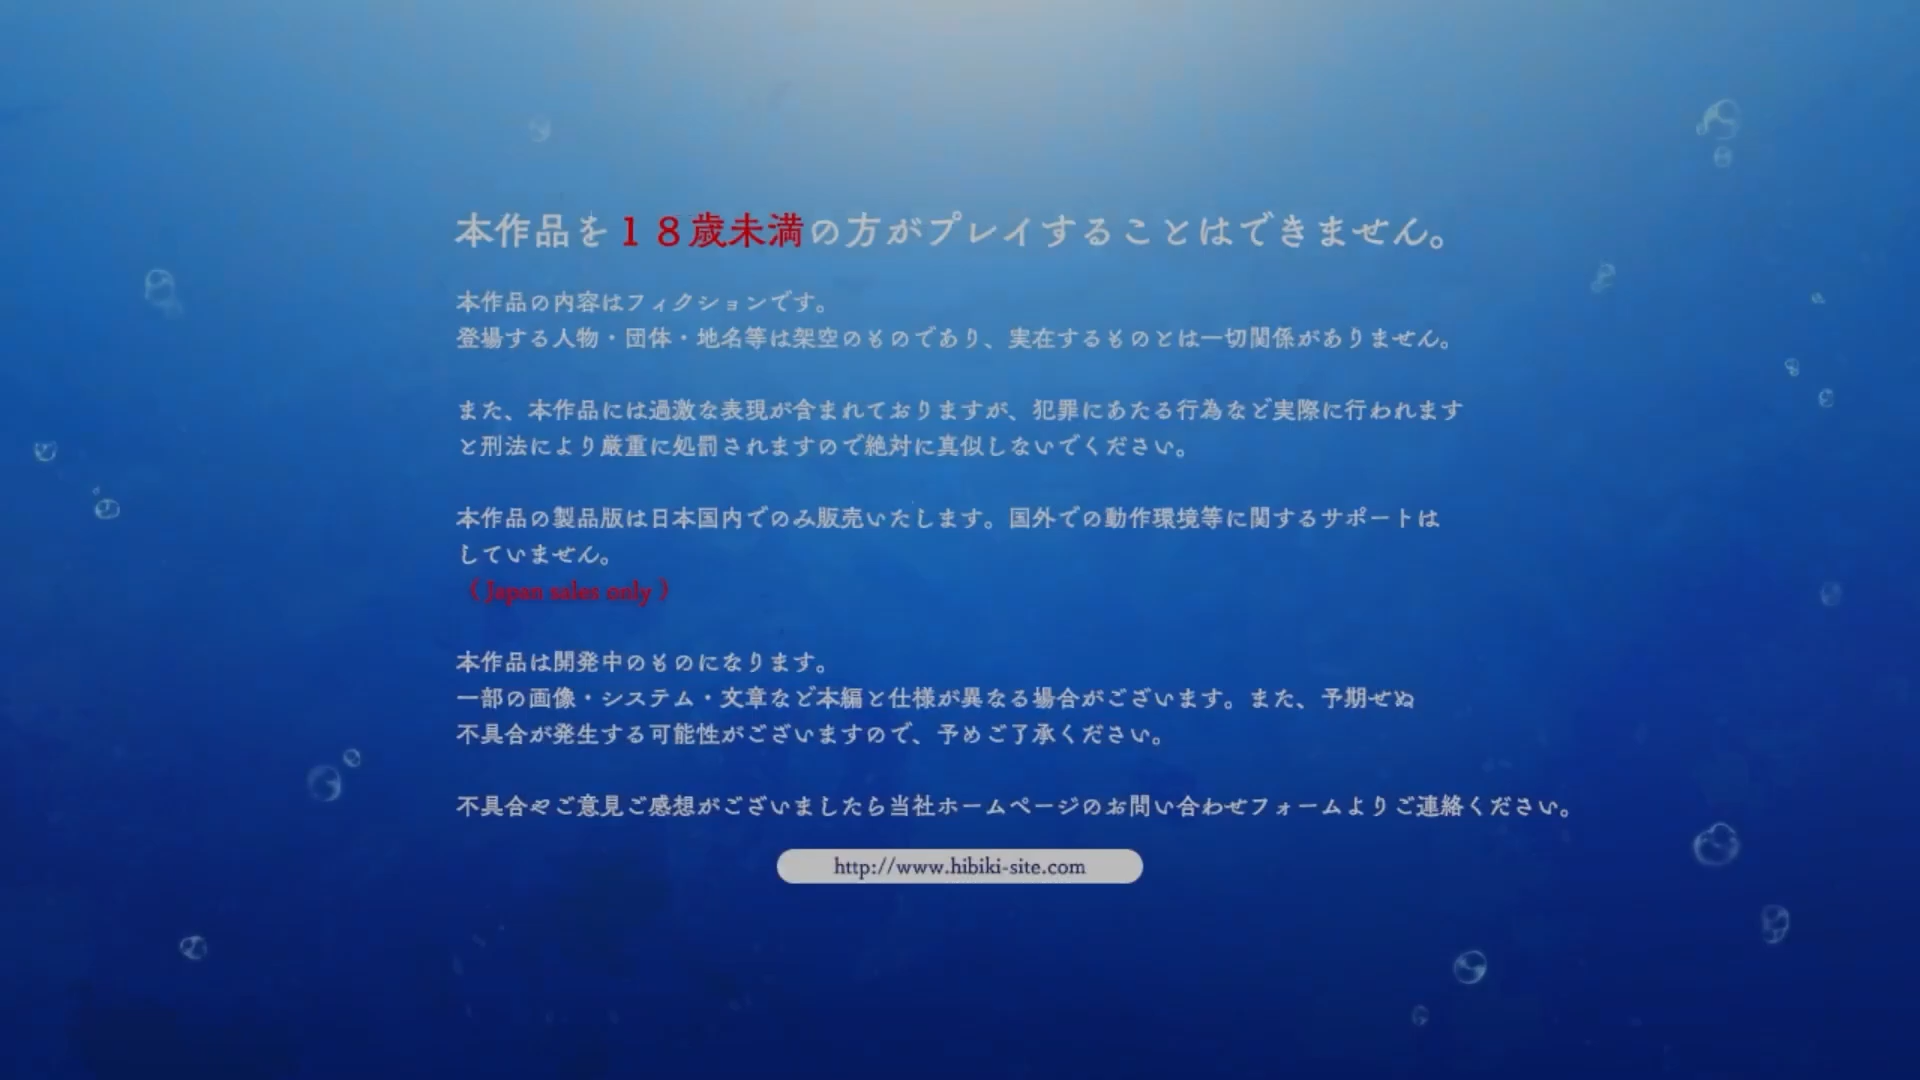 本作品を１８歳未満の方がプレイすることはできません。
本作品の内容はフィクションです。
登場する人物・団体・地名等は架空のものであり、実在するものとは一切関係がありません。
また、本作品には過激な表現が含まれておりますが、犯罪にあたる行為など実際に行われます
と刑法により厳重に処罰されますので絶対に真似しないでください。
本作品の製品版は日本国内でのみ販売いたします。国外での動作環境等に関するサポートは
していません。
（Japan sales only）
本作品は開発中のものになります。
一部の画像・システム・文章など本編と仕様が異なる場合がございます。また、予期せぬ
不具合が発生する可能性がございますので、予めご了承ください。
不具合やご意見ご感想がございましたら当社ホームページのお問い合わせフォームよりご連絡ください。
http://www.hibiki-site.com